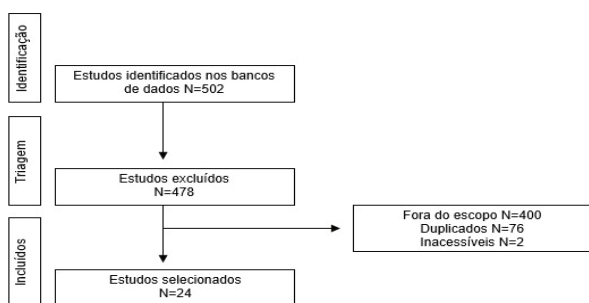 Identificação
Estudos identificados nos bancos
de dados N=502
Triagem
Estudos excluídos
N=478
Fora do escopo N=400
Duplicados N=76
Inacessíveis N=2
Incluídos
Estudos selecionados
N=24